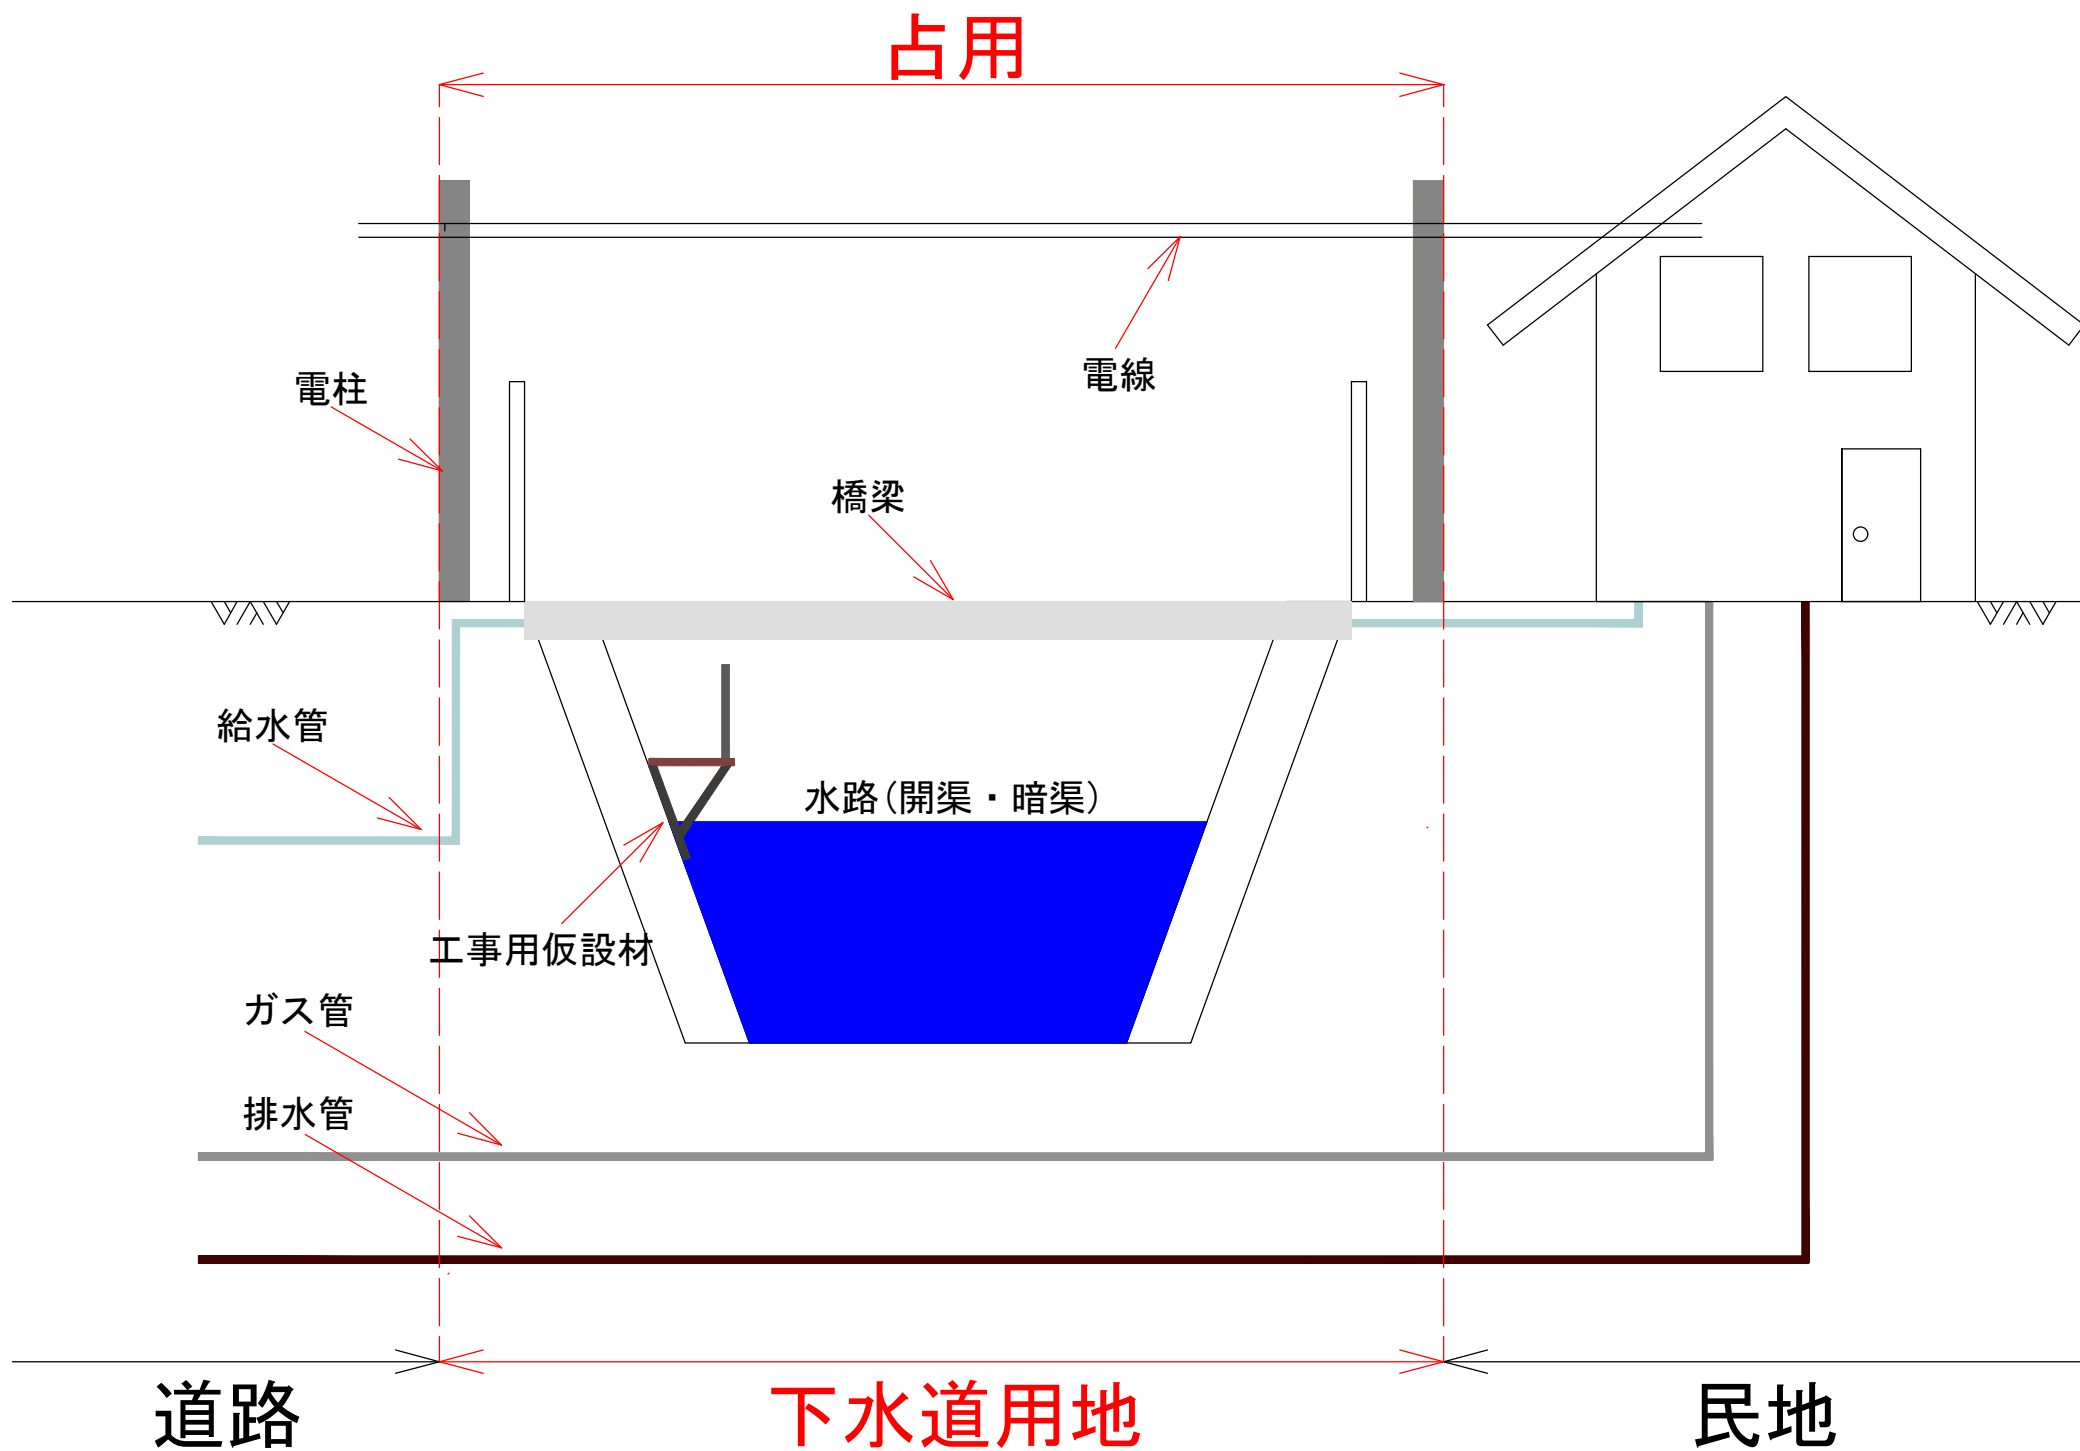 占用
電線
電柱
橋梁
給水管
水路(開渠・暗渠)
工事用仮設材
ガス管
排水管
道路
下水道用地
民地